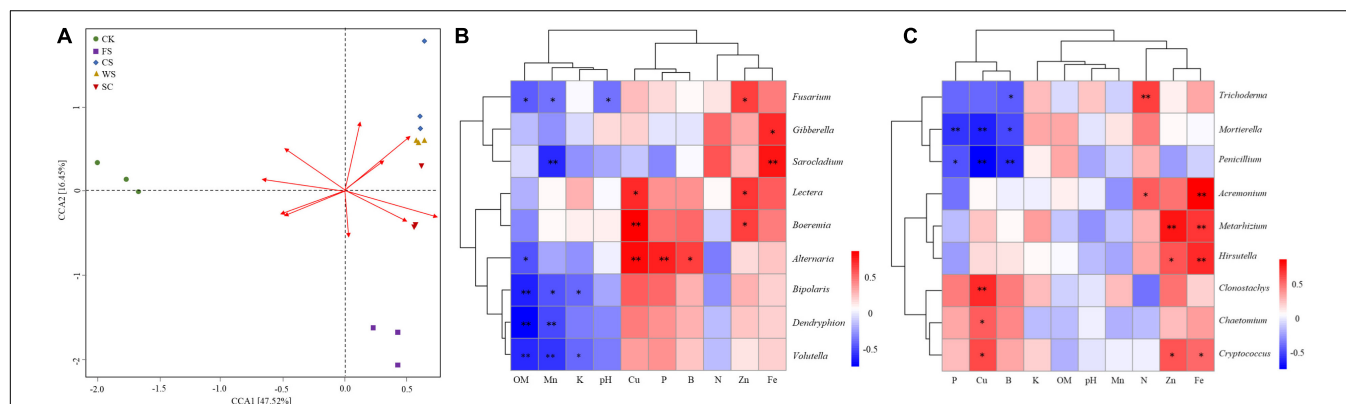 A
CK
FS
CS
WS
SC
1
0
-1
-2
CCA2 [16.45%]
-2.0
-1.5
-1.0
-0.5
0.0
0.5
CCA1 [47.52%]
B
* * * * Fusarium
* Gibberella
** ** Sarocladium
* * Lectera
** * Boeremia
* ** ** * Alternaria
** * * Bipolaris
** ** Dendryphion
** ** * Volutella
OM Mn K pH Cu P B N Zn Fe
0.5
0
-0.5
C
* ** Trichoderma
** ** * Mortierella
* ** ** Penicillium
* ** Acremonium
** ** Metarhizium
* ** Hirsutella
** Clonostachys
* Chaetomium
* * * Cryptococcus
P Cu B K OM pH Mn N Zn Fe
0.5
0
-0.5